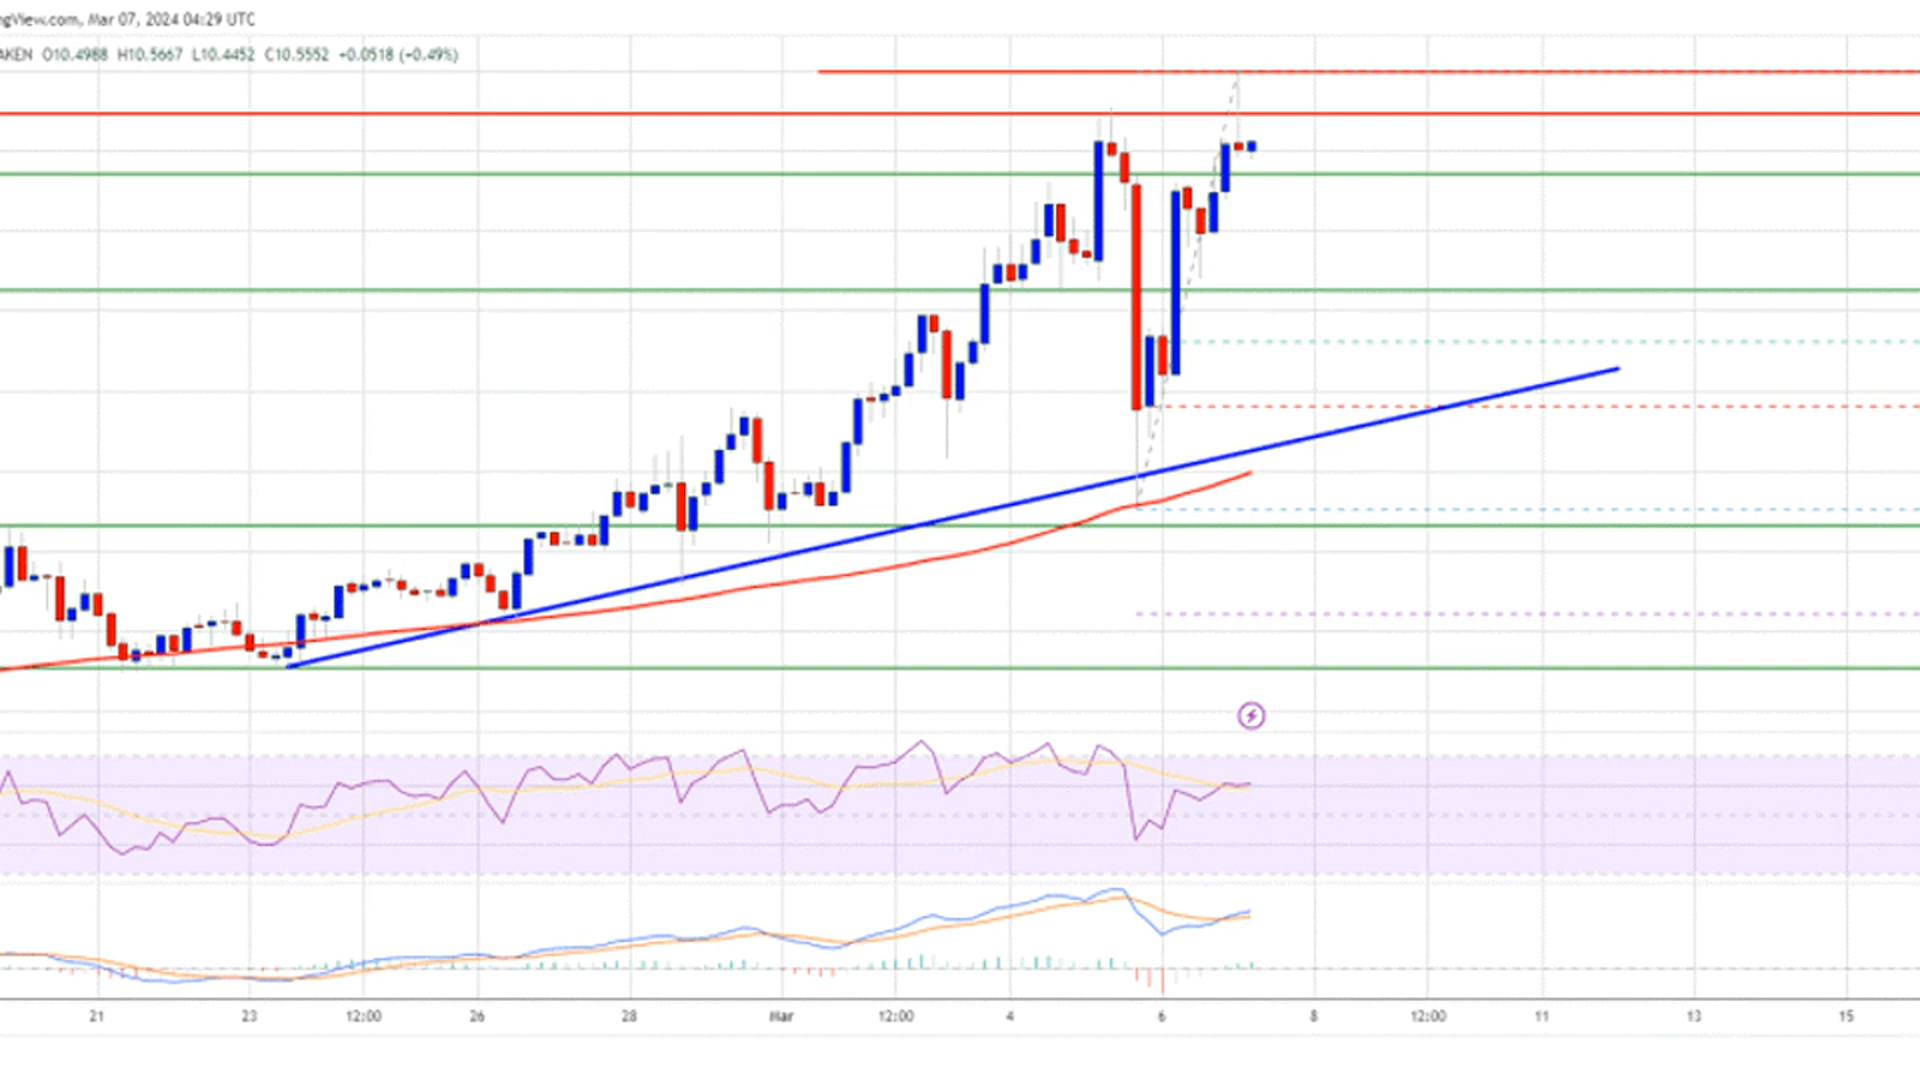 ngView.com, Mar 07, 2024 04:29 UTC
AKEN O10.4988 H10.5667 L10.4452 C10.5552 +0.0518 (+0.49%)
21 23 12:00 26 28 Mar 12:00 4 6 8 12:00 11 13 15